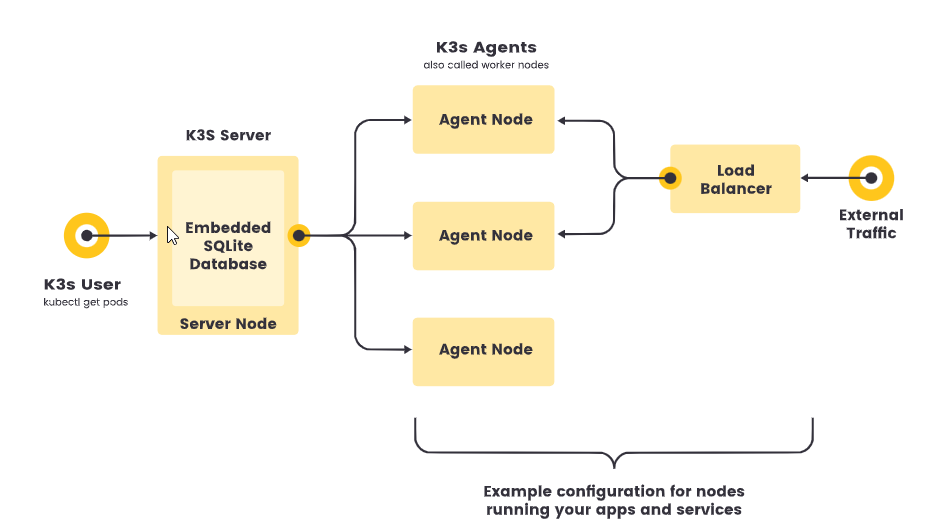 K3s Agents
also called worker nodes
Agent Node
K3S Server
Load
Balancer
Embedded
SQLite
Database
Agent Node
External
Traffic
K3s User
kubectl get pods
Server Node
Agent Node
Example configuration for nodes
running your apps and services